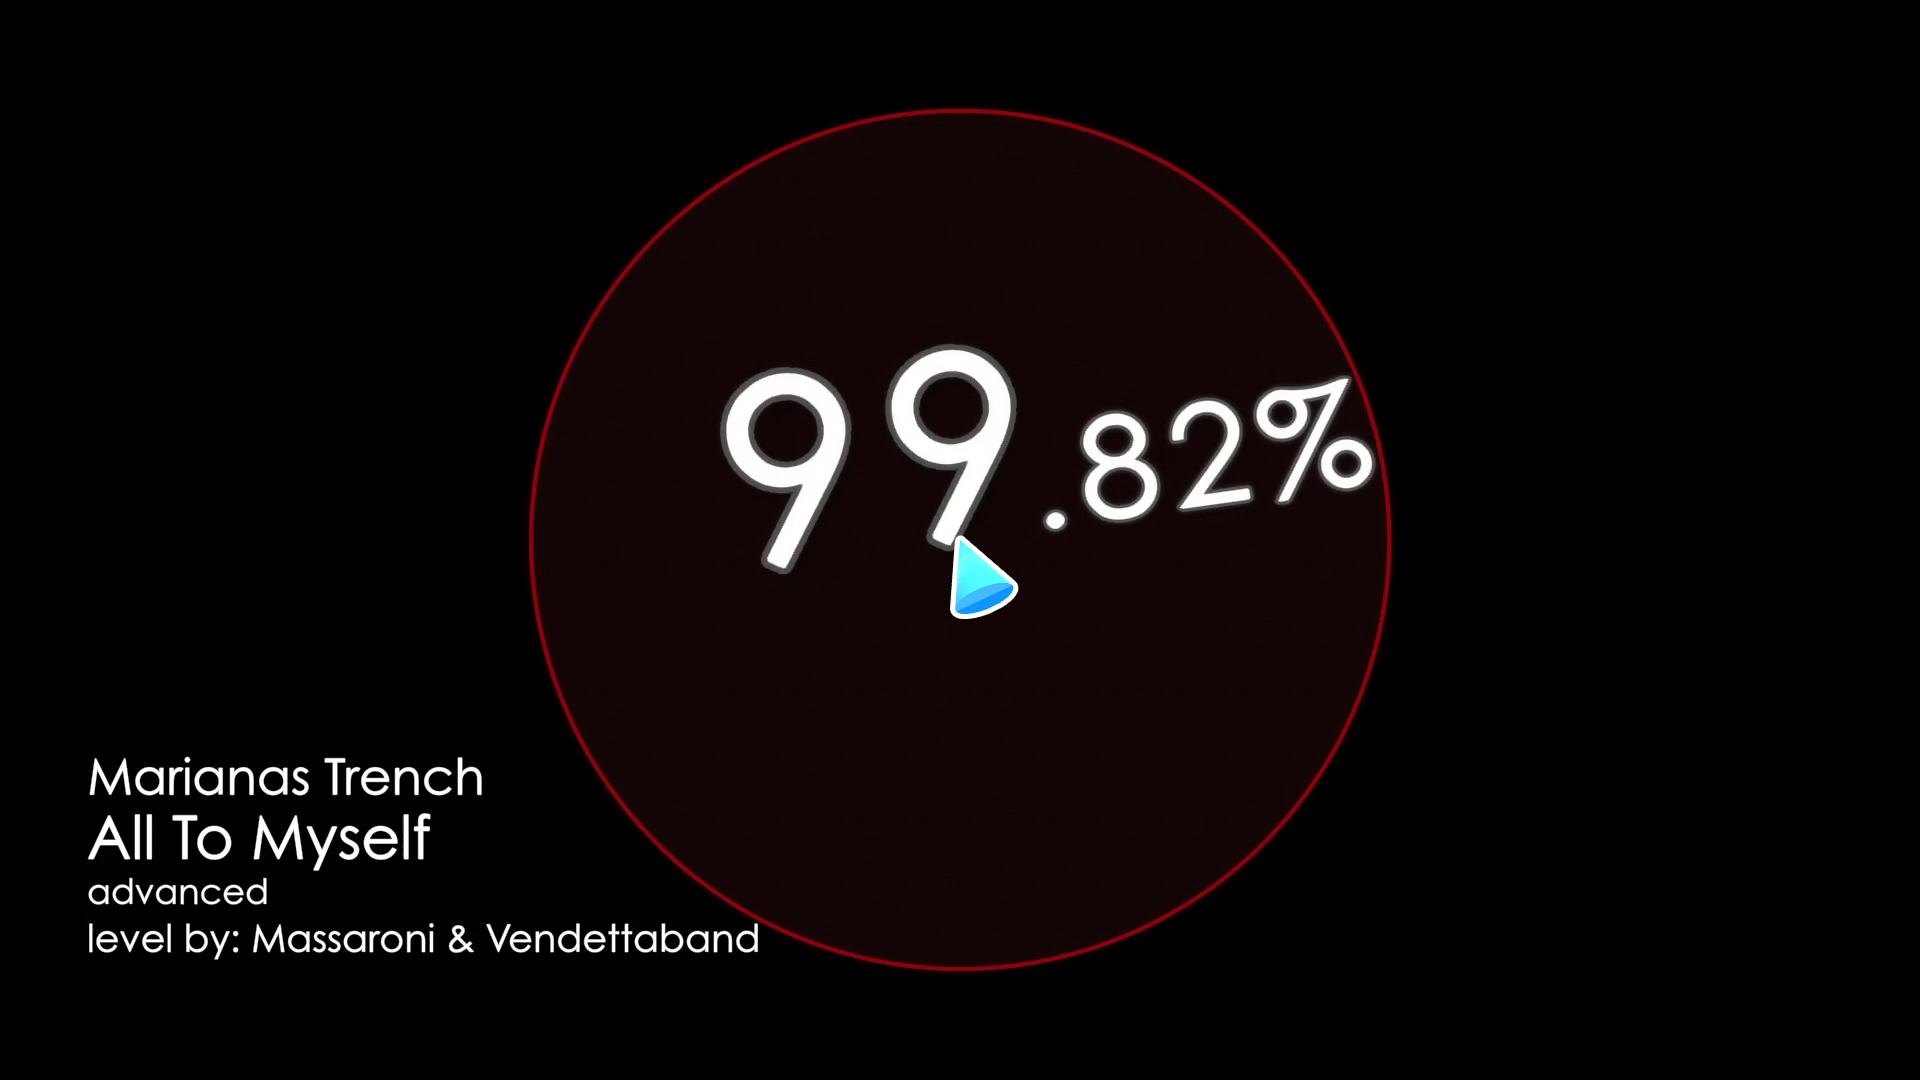 99.82%
Marianas Trench
All To Myself
advanced
level by: Massaroni & Vendettaband